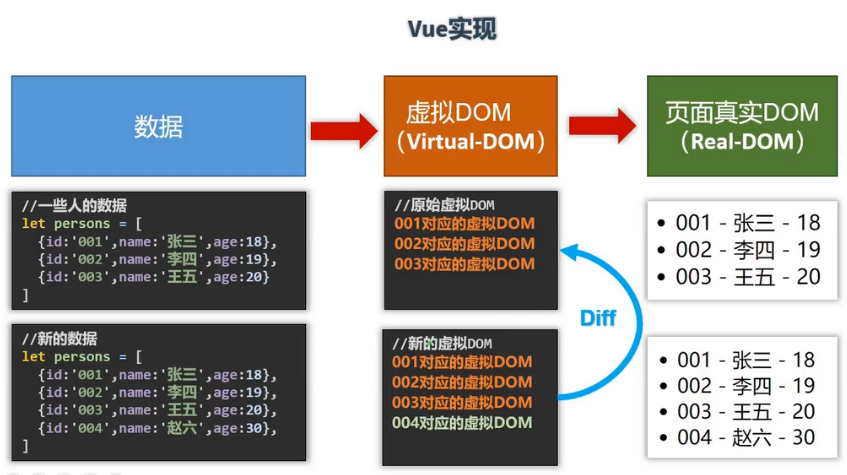 Vue实现
数据
虚拟DOM
（Virtual-DOM）
页面真实DOM
（Real-DOM）
//一些人的数据
let persons = [
{id:'001',name:'张三',age:18},
{id:'002',name:'李四',age:19},
{id:'003',name:'王五',age:20}
]
//原始虚拟DOM
001对应的虚拟DOM
002对应的虚拟DOM
003对应的虚拟DOM
• 001 - 张三 - 18
• 002 - 李四 - 19
• 003 - 王五 - 20
Diff
//新的数据
let persons = [
{id:'001',name:'张三',age:18},
{id:'002',name:'李四',age:19},
{id:'003',name:'王五',age:20},
{id:'004',name:'赵六',age:30},
]
//新的虚拟DOM
001对应的虚拟DOM
002对应的虚拟DOM
003对应的虚拟DOM
004对应的虚拟DOM
• 001 - 张三 - 18
• 002 - 李四 - 19
• 003 - 王五 - 20
• 004 - 赵六 - 30